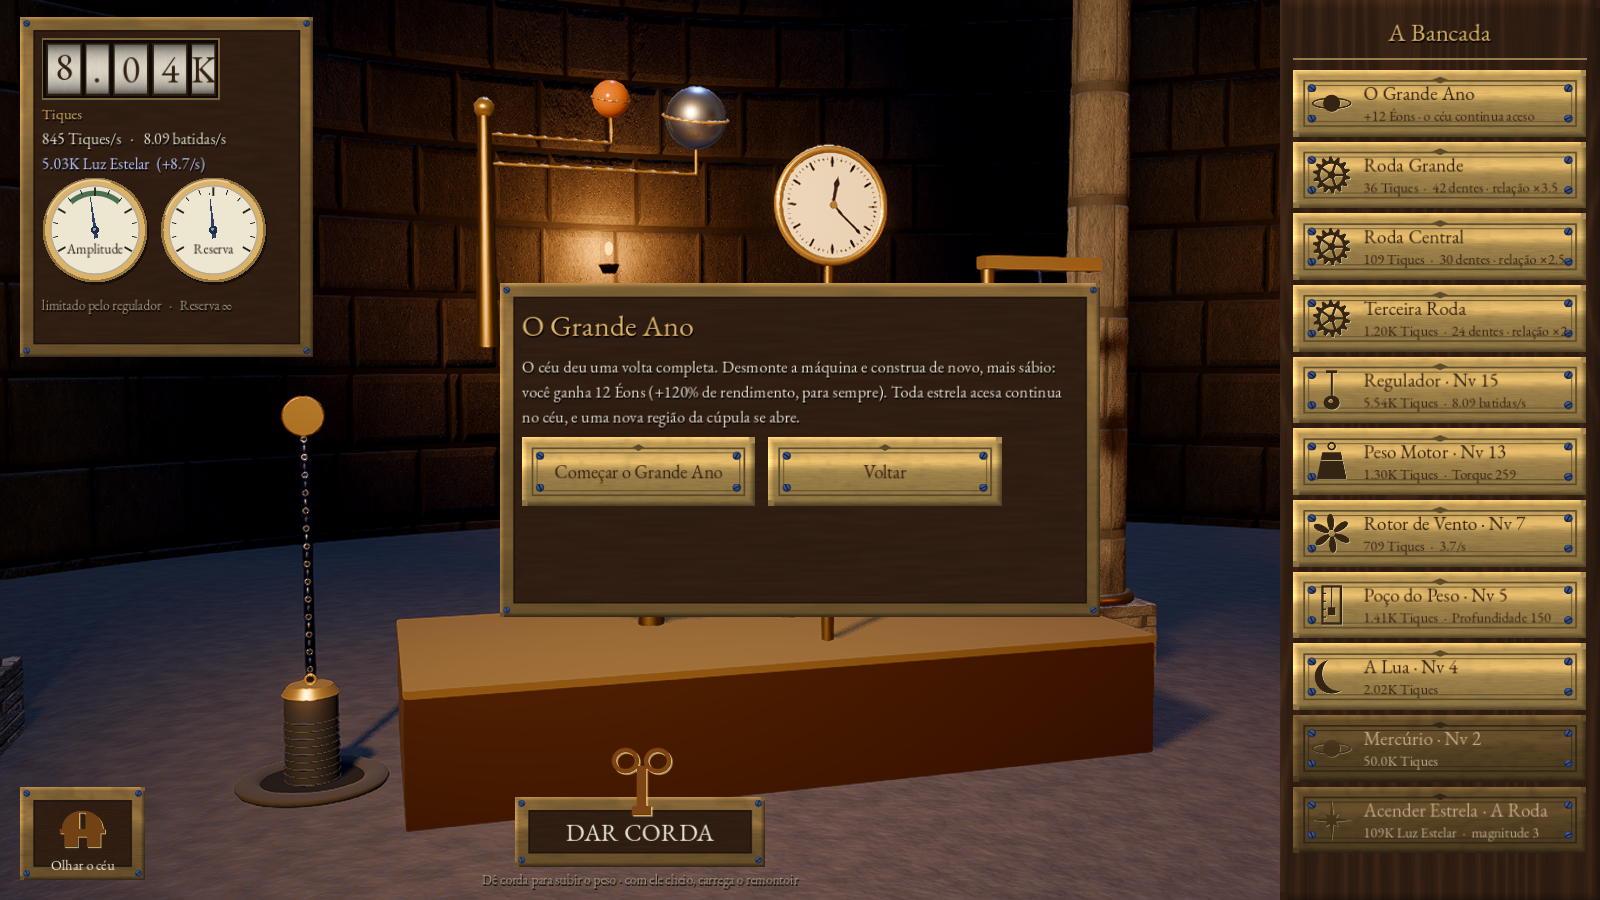 8.04K
Tiques
845 Tiques/s · 8.09 batidas/s
5.03K Luz Estelar (+8.7/s)
Amplitude
Reserva
limitado pelo regulador · Reserva ∞
O Grande Ano
O céu deu uma volta completa. Desmonte a máquina e construa de novo, mais sábio:
você ganha 12 Éons (+120% de rendimento, para sempre). Toda estrela acesa continua
no céu, e uma nova região da cúpula se abre.
Começar o Grande Ano
Voltar
Olhar o céu
DAR CORDA
Dê corda para subir o peso · com ele cheio, carrega o remontoir
A Bancada
O Grande Ano
+12 Éons · o céu continua aceso
Roda Grande
36 Tiques · 42 dentes · relação ×3.5
Roda Central
109 Tiques · 30 dentes · relação ×2.5
Terceira Roda
1.20K Tiques · 24 dentes · relação ×2
Regulador · Nv 15
5.54K Tiques · 8.09 batidas/s
Peso Motor · Nv 13
1.30K Tiques · Torque 259
Rotor de Vento · Nv 7
709 Tiques · 3.7/s
Poço do Peso · Nv 5
1.41K Tiques · Profundidade 150
A Lua · Nv 4
2.02K Tiques
Mercúrio · Nv 2
50.0K Tiques
Acender Estrela · A Roda
109K Luz Estelar · magnitude 3